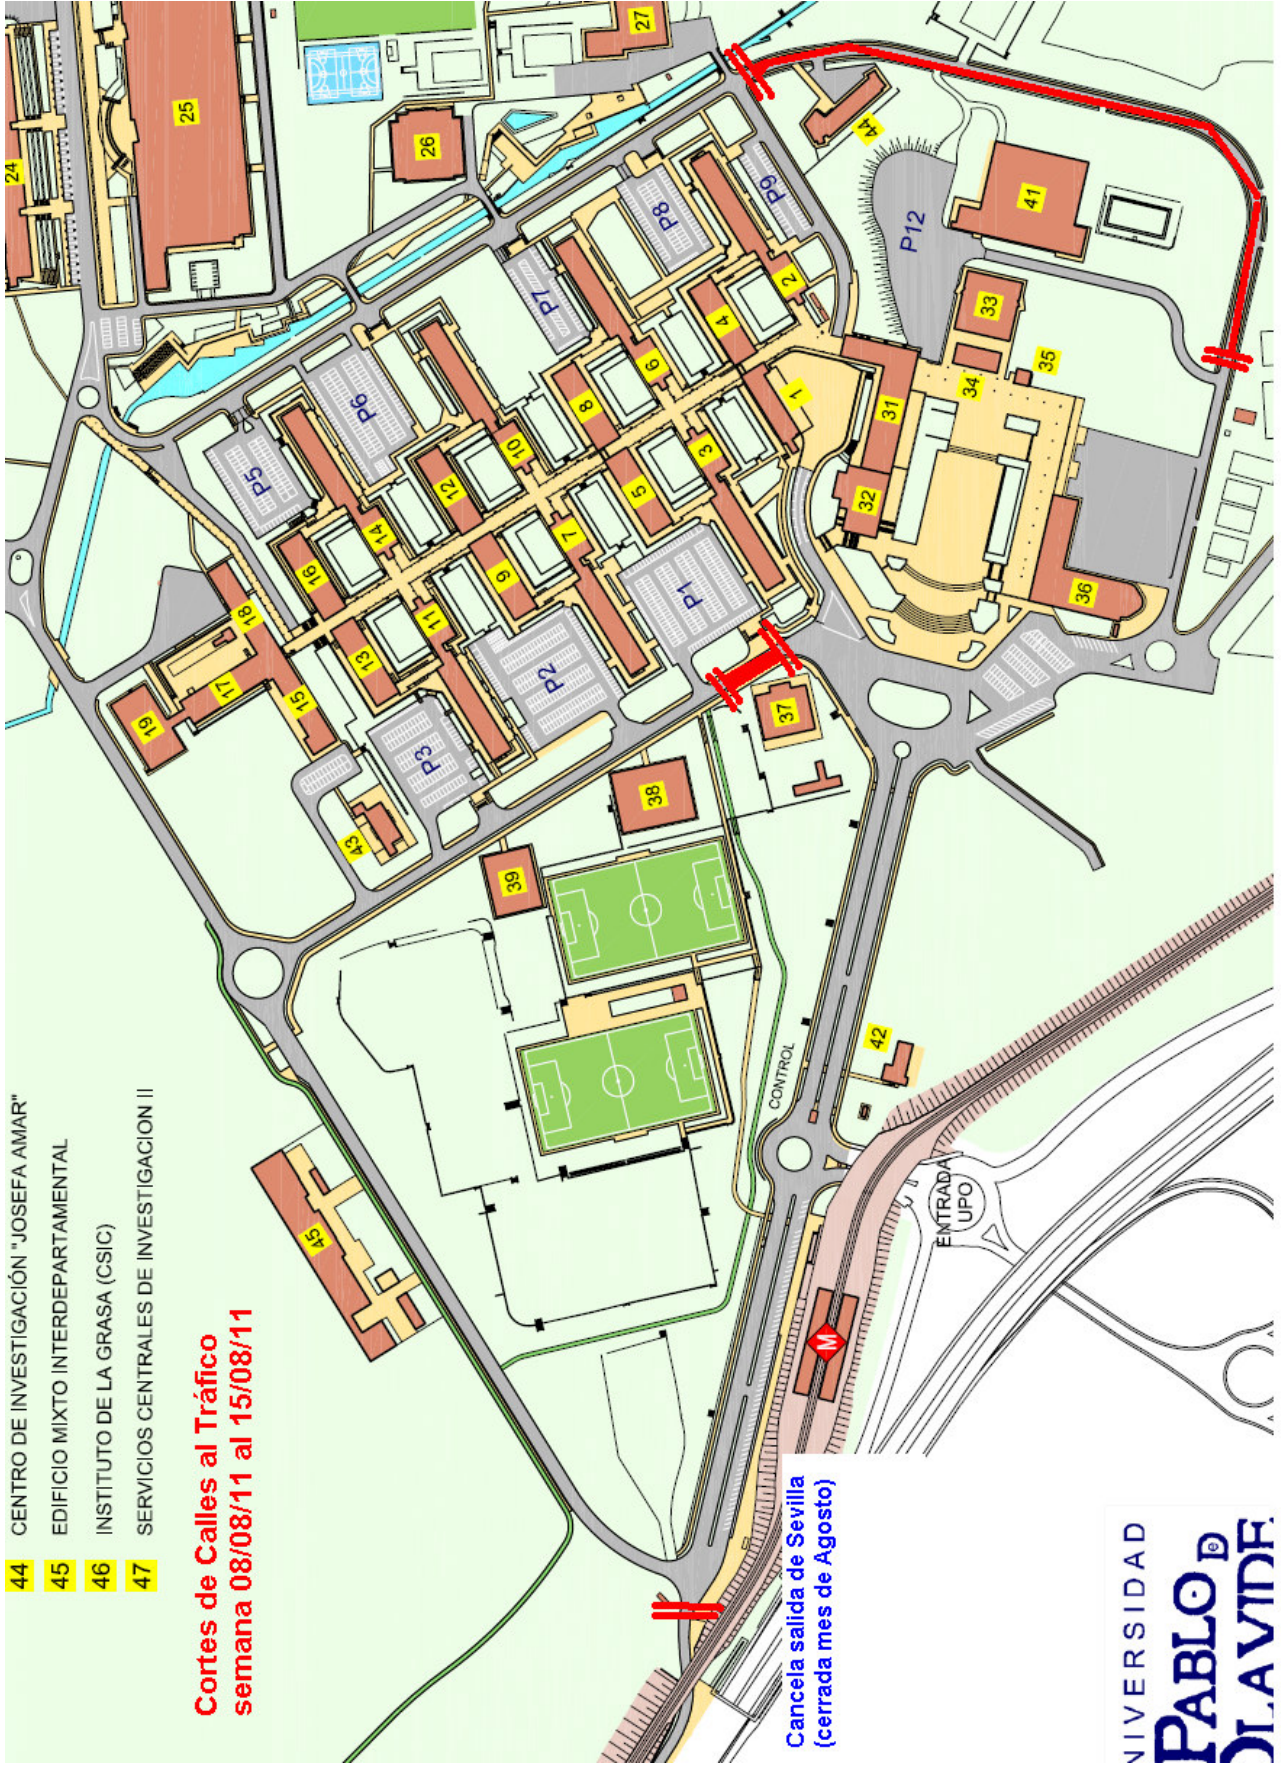 44 CENTRO DE INVESTIGACIÓN "JOSEFA AMAR"
45 EDIFICIO MIXTO INTERDEPARTAMENTAL
46 INSTITUTO DE LA GRASA (CSIC)
47 SERVICIOS CENTRALES DE INVESTIGACION II
Cortes de Calles al Tráfico
semana 08/08/11 al 15/08/11
Cancela salida de Sevilla
(cerrada mes de Agosto)
NIVERSIDAD
PABLO DE
OLAVIDE
ENTRADA
UPO
CONTROL
M
24
25
26
27
44
41
P12
33
34
35
31
32
36
37
38
39
42
43
45
P1
P2
P3
P5
P6
P7
P8
P9
1
2
3
4
5
6
7
8
9
10
11
12
13
14
15
16
17
18
19